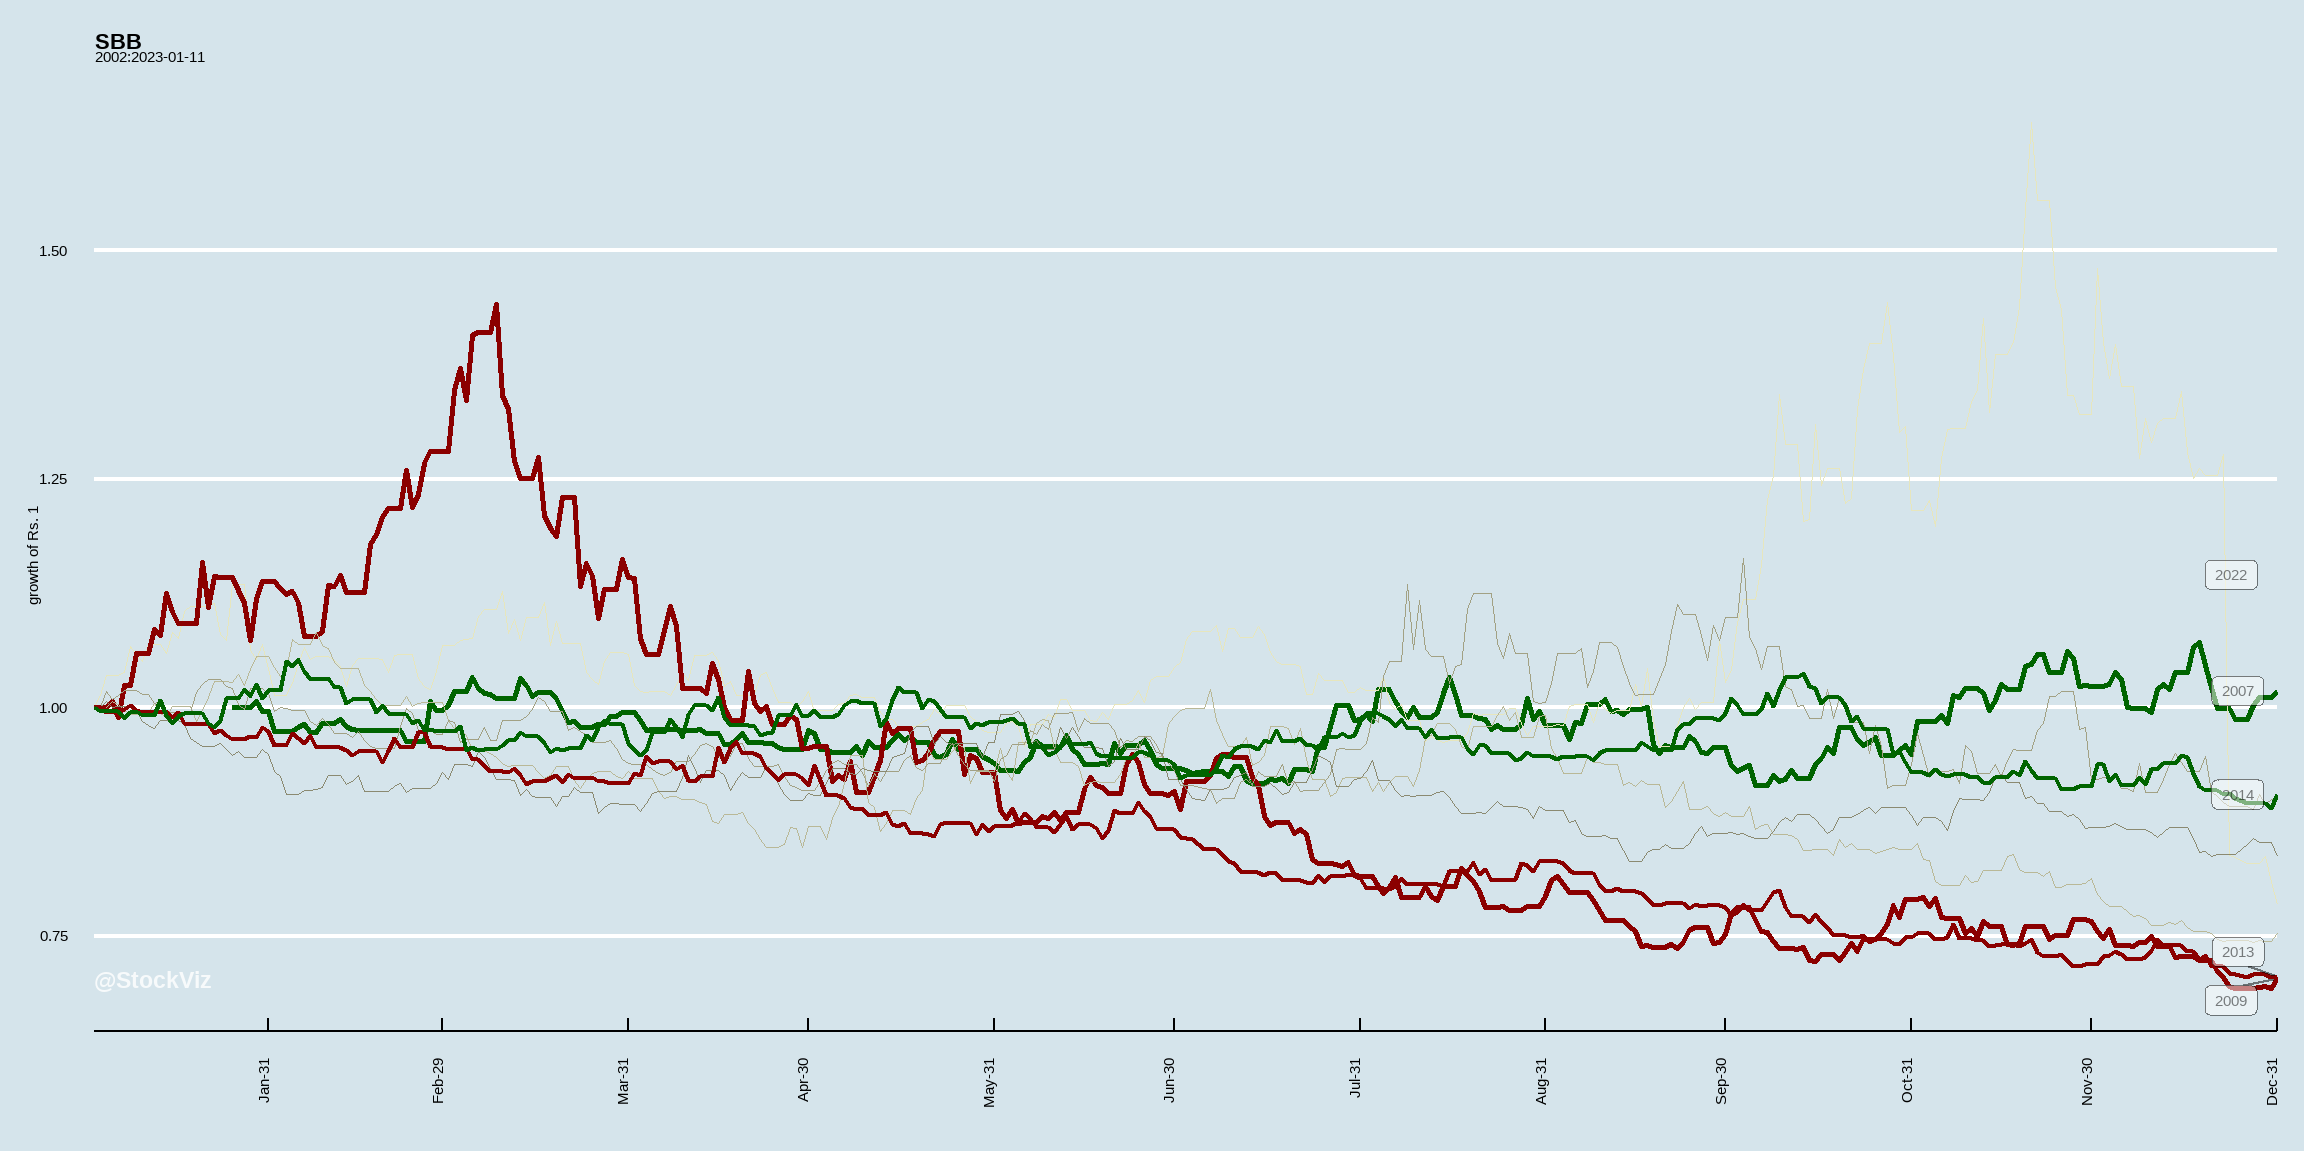 SBB
2002:2023-01-11
1.50
1.25
1.00
0.75
growth of Rs. 1
2022
2007
2014
2013
2009
@StockViz
Jan-31
Feb-29
Mar-31
Apr-30
May-31
Jun-30
Jul-31
Aug-31
Sep-30
Oct-31
Nov-30
Dec-31